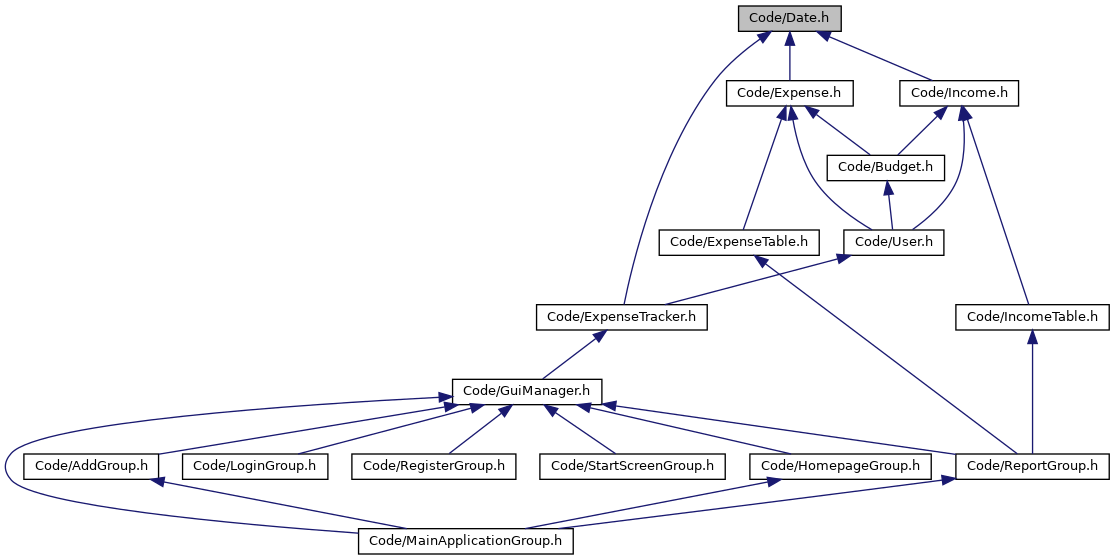 Code/Date.h
Code/Expense.h
Code/Income.h
Code/Budget.h
Code/ExpenseTable.h
Code/User.h
Code/ExpenseTracker.h
Code/IncomeTable.h
Code/GuiManager.h
Code/AddGroup.h
Code/LoginGroup.h
Code/RegisterGroup.h
Code/StartScreenGroup.h
Code/HomepageGroup.h
Code/ReportGroup.h
Code/MainApplicationGroup.h